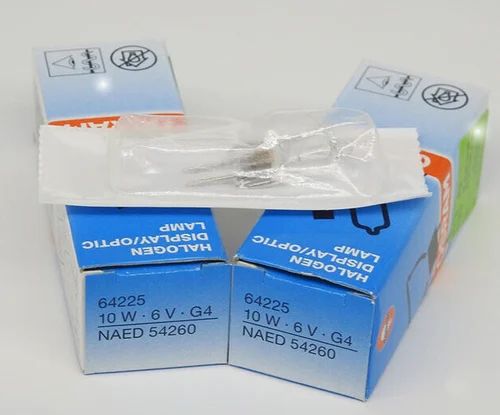 HALOGEN
DISPLAY/OPTIC
LAMP
64225
10 W · 6 V · G4
NAED 54260
HALOGEN
DISPLAY/OPTIC
LAMP
64225
10 W · 6 V · G4
NAED 54260